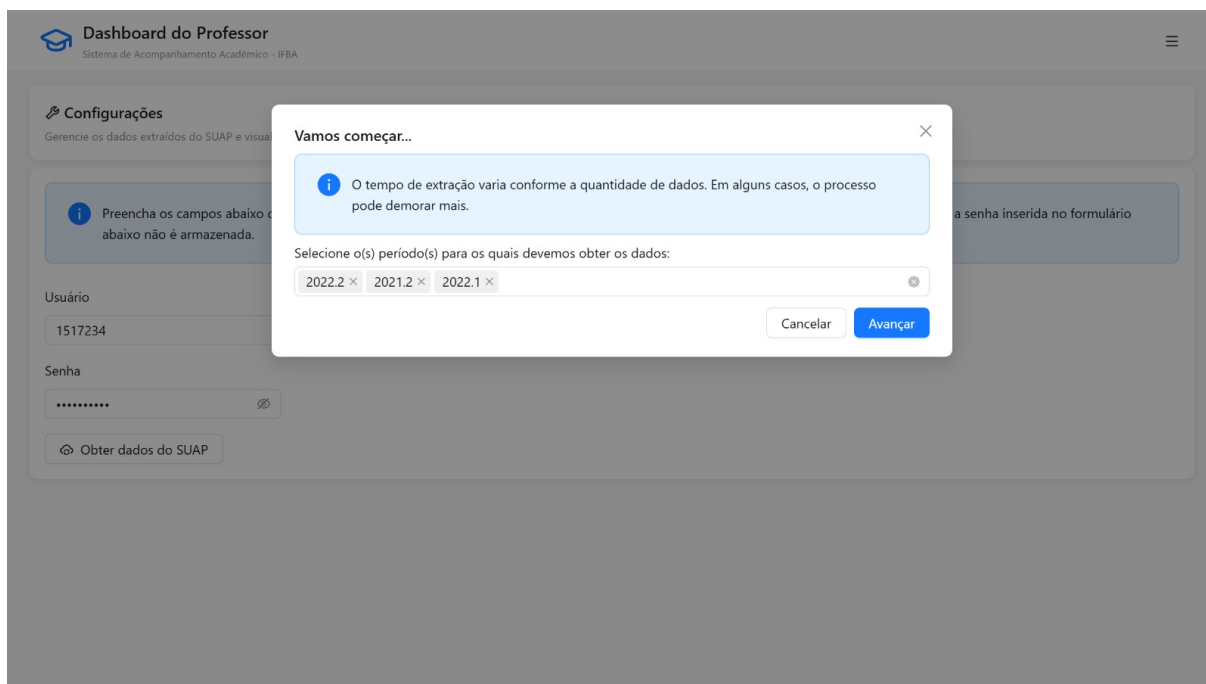 Dashboard do Professor
Sistema de Acompanhamento Acadêmico - IFBA
Configurações
Gerencie os dados extraídos do SUAP e visual
Vamos começar...
O tempo de extração varia conforme a quantidade de dados. Em alguns casos, o processo
pode demorar mais.
Selecione o(s) período(s) para os quais devemos obter os dados:
2022.2 × 2021.2 × 2022.1 ×
Cancelar Avançar
Preencha os campos abaixo a senha inserida no formulário
abaixo não é armazenada.
Usuário
1517234
Senha
••••••••••
Obter dados do SUAP